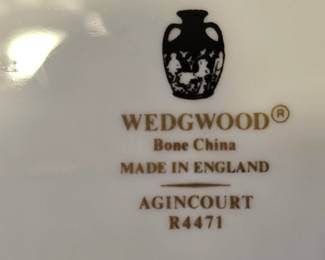 WEDGWOOD®
Bone China
MADE IN ENGLAND
AGINCOURT
R4471